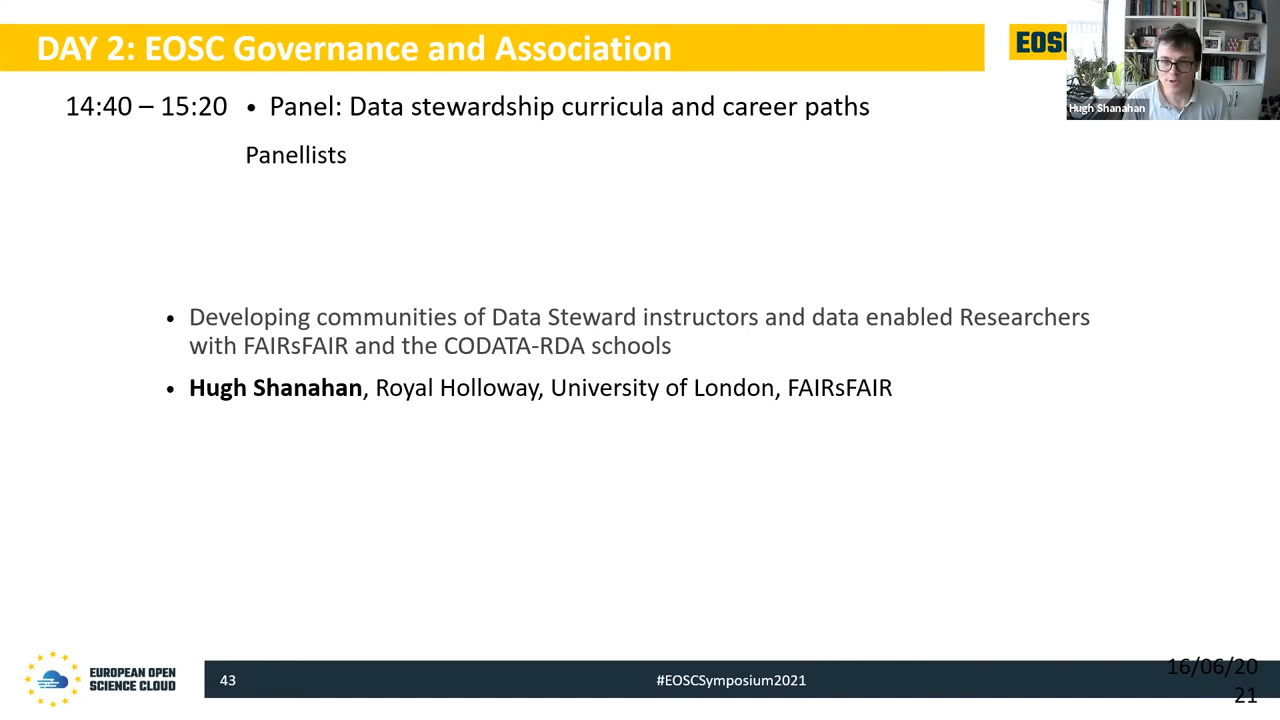 DAY 2: EOSC Governance and Association
EOSC
Hugh Shanahan
14:40 – 15:20 • Panel: Data stewardship curricula and career paths
Panellists
• Developing communities of Data Steward instructors and data enabled Researchers
with FAIRsFAIR and the CODATA-RDA schools
• Hugh Shanahan, Royal Holloway, University of London, FAIRsFAIR
EUROPEAN OPEN
SCIENCE CLOUD
43
#EOSCSymposium2021
16/06/20
21